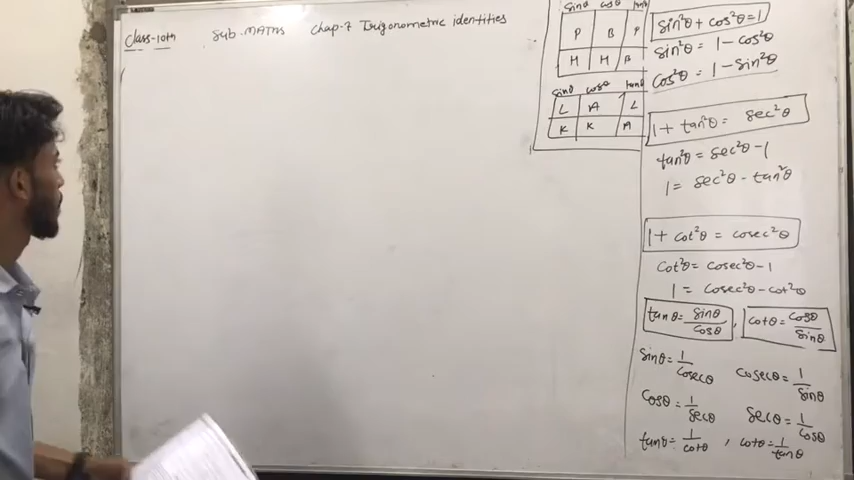 Class-10th Sub-MATHS Chap-7 Trigonometric identities
sinθ cosθ tanθ
P B P
H H B
sinθ cosθ tanθ
L A L
K K A
sin²θ + cos²θ = 1
sin²θ = 1 - cos²θ
cos²θ = 1 - sin²θ
1 + tan²θ = sec²θ
tan²θ = sec²θ - 1
1 = sec²θ - tan²θ
1 + cot²θ = cosec²θ
cot²θ = cosec²θ - 1
1 = cosec²θ - cot²θ
tanθ = sinθ/cosθ , cotθ = cosθ/sinθ
sinθ = 1/cosecθ cosecθ = 1/sinθ
cosθ = 1/secθ secθ = 1/cosθ
tanθ = 1/cotθ , cotθ = 1/tanθ